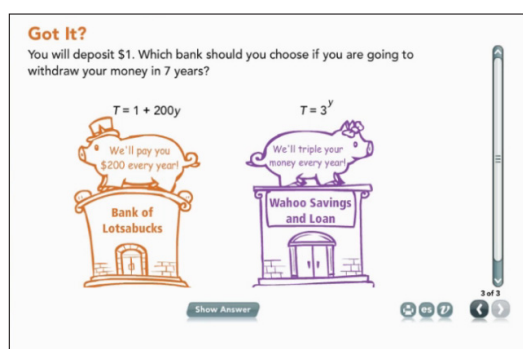 Got It?
You will deposit $1. Which bank should you choose if you are going to
withdraw your money in 7 years?
T = 1 + 200y
T = 3^y
We'll pay you
$200 every year!
We'll triple your
money every year!
Bank of
Lotsabucks
Wahoo Savings
and Loan
3 of 3
Show Answer
es